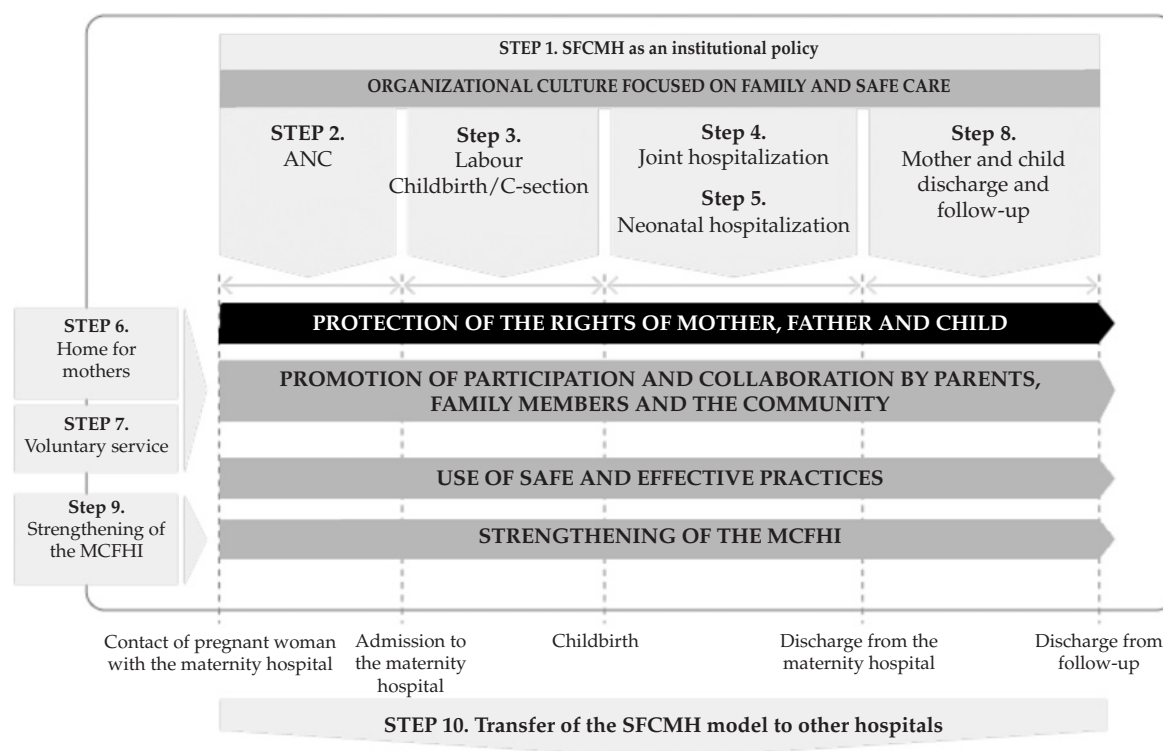 STEP 1. SFCMH as an institutional policy
ORGANIZATIONAL CULTURE FOCUSED ON FAMILY AND SAFE CARE
STEP 2.
ANC
Step 3.
Labour
Childbirth/C-section
Step 4.
Joint hospitalization
Step 5.
Neonatal hospitalization
Step 8.
Mother and child
discharge and
follow-up
STEP 6.
Home for
mothers
STEP 7.
Voluntary service
Step 9.
Strengthening of
the MCFHI
PROTECTION OF THE RIGHTS OF MOTHER, FATHER AND CHILD
PROMOTION OF PARTICIPATION AND COLLABORATION BY PARENTS,
FAMILY MEMBERS AND THE COMMUNITY
USE OF SAFE AND EFFECTIVE PRACTICES
STRENGTHENING OF THE MCFHI
Contact of pregnant woman
with the maternity hospital
Admission to
the maternity
hospital
Childbirth
Discharge from the
maternity hospital
Discharge from
follow-up
STEP 10. Transfer of the SFCMH model to other hospitals